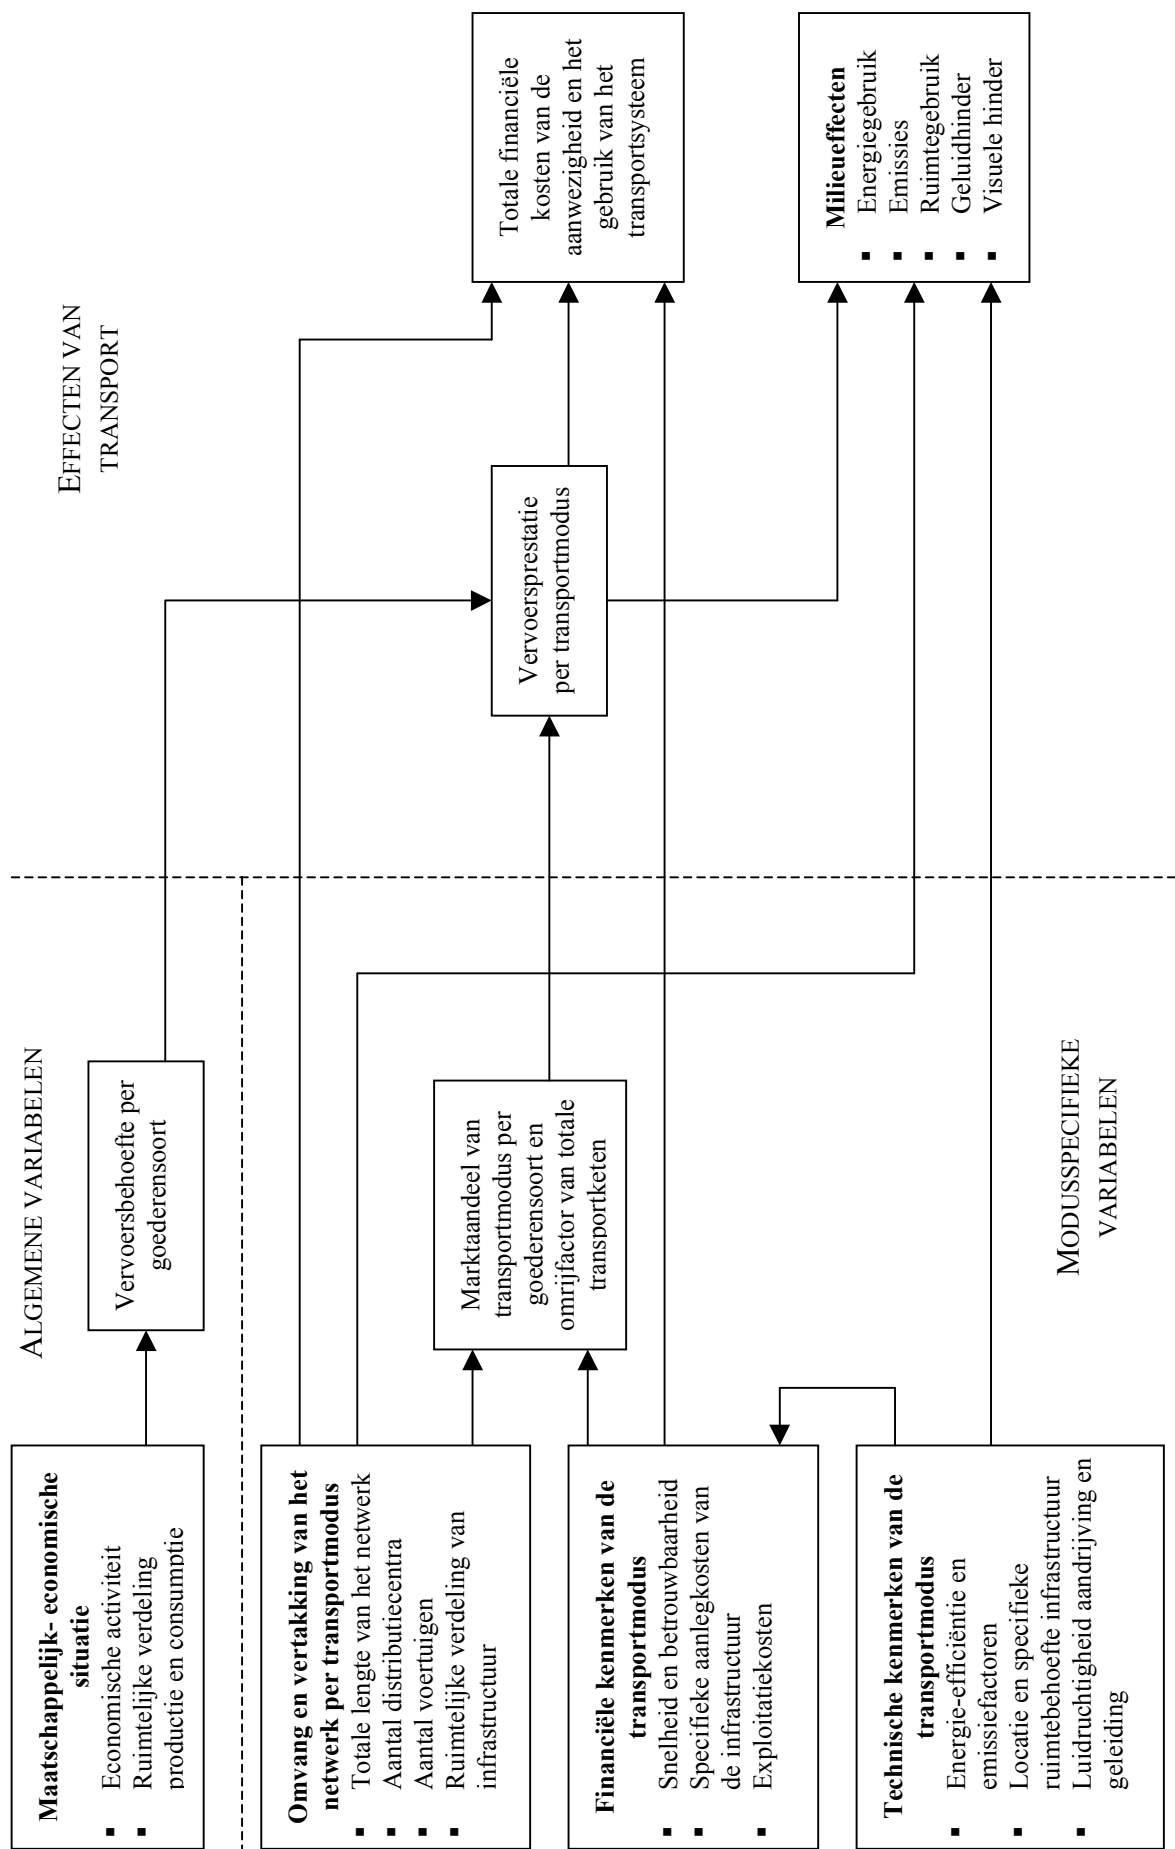 ALGEMENE VARIABELEN
EFFECTEN VAN
TRANSPORT
Maatschappelijk- economische
situatie
▪ Economische activiteit
▪ Ruimtelijke verdeling
productie en consumptie
Vervoersbehoefte per
goederensoort
Omvang en vertakking van het
netwerk per transportmodus
▪ Totale lengte van het netwerk
▪ Aantal distributiecentra
▪ Aantal voertuigen
▪ Ruimtelijke verdeling van
infrastructuur
Financiële kenmerken van de
transportmodus
▪ Snelheid en betrouwbaarheid
▪ Specifieke aanlegkosten van
de infrastructuur
▪ Exploitatiekosten
Technische kenmerken van de
transportmodus
▪ Energie-efficiëntie en
emissiefactoren
▪ Locatie en specifieke
ruimtebehoefte infrastructuur
▪ Luidruchtigheid aandrijving en
geleiding
Marktaandeel van
transportmodus per
goederensoort en
omrijfactor van totale
transportketen
MODUSSPECIFIEKE
VARIABELEN
Vervoersprestatie
per transportmodus
Totale financiële
kosten van de
aanwezigheid en het
gebruik van het
transportsysteem
Milieueffecten
▪ Energiegebruik
▪ Emissies
▪ Ruimtegebruik
▪ Geluidhinder
▪ Visuele hinder